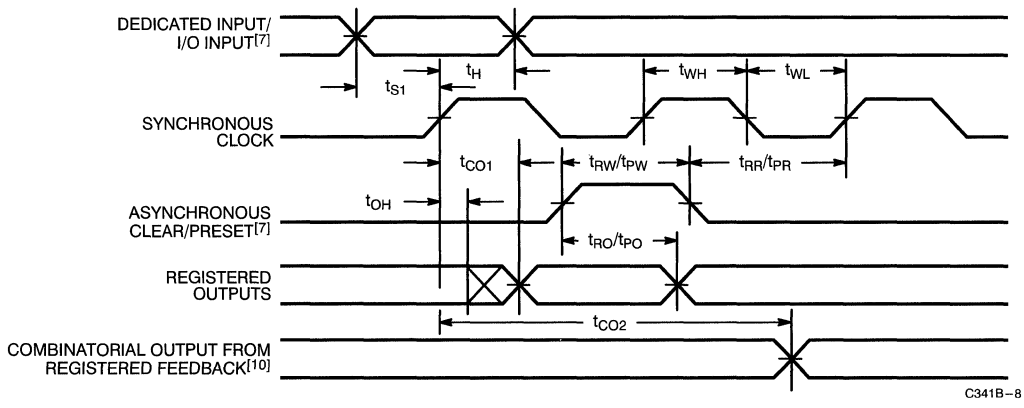 DEDICATED INPUT/
I/O INPUT[7]
tH
tS1
tWH
tWL
SYNCHRONOUS
CLOCK
tCO1
tRW/tPW
tRR/tPR
tOH
ASYNCHRONOUS
CLEAR/PRESET[7]
tRO/tPO
REGISTERED
OUTPUTS
tCO2
COMBINATORIAL OUTPUT FROM
REGISTERED FEEDBACK[10]
C341B–8